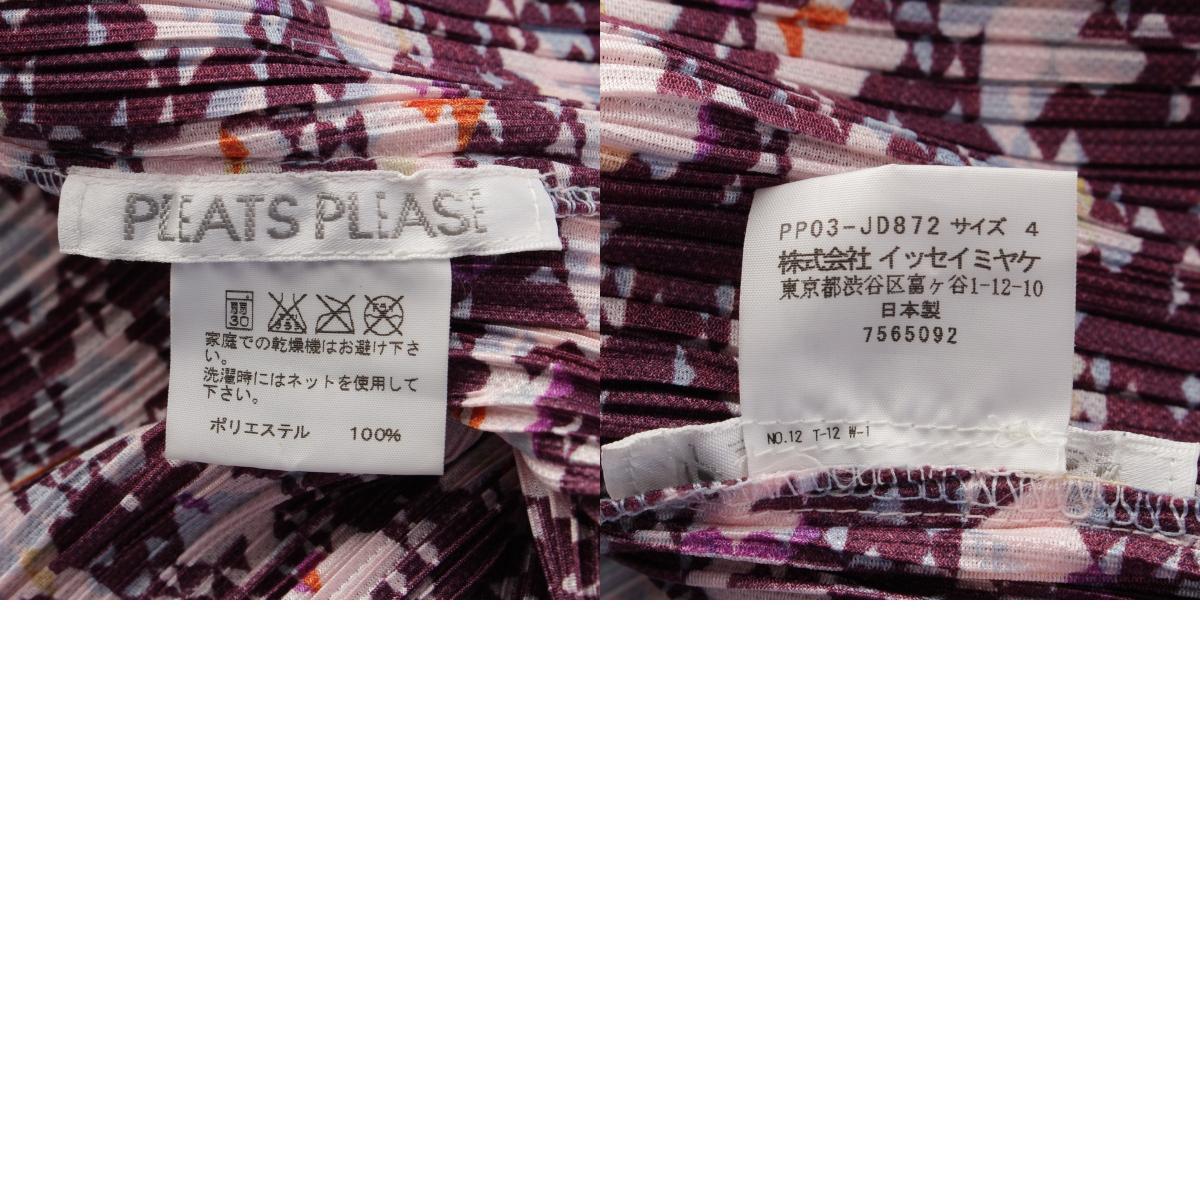 PLEATS PLEASE
弱
30
家庭での乾燥機はお避け下さ
い。
洗濯時にはネットを使用して
下さい。
ポリエステル 100%
PP03-JD872 サイズ 4
株式会社 イッセイミヤケ
東京都渋谷区富ヶ谷1-12-10
日本製
7565092
NO.12 T-12 W-1